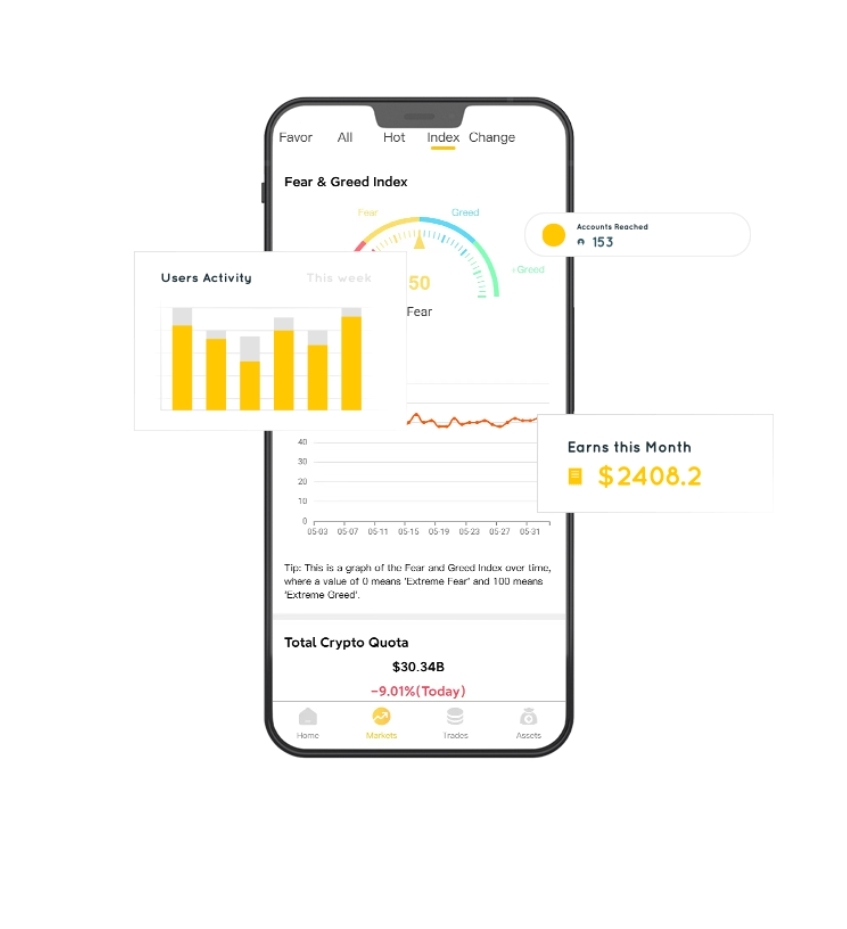 Favor All Hot Index Change
Fear & Greed Index
Fear
Greed
Greed
50
Fear
Accounts Reached
153
Users Activity
This week
Earns this Month
$2408.2
40
30
20
10
0
05-03 05-07 05-11 05-15 05-19 05-23 05-27 05-31
Tip: This is a graph of the Fear and Greed Index over time,
where a value of 0 means 'Extreme Fear' and 100 means
'Extreme Greed'.
Total Crypto Quota
$30.34B
-9.01%(Today)
Home Markets Trades Assets